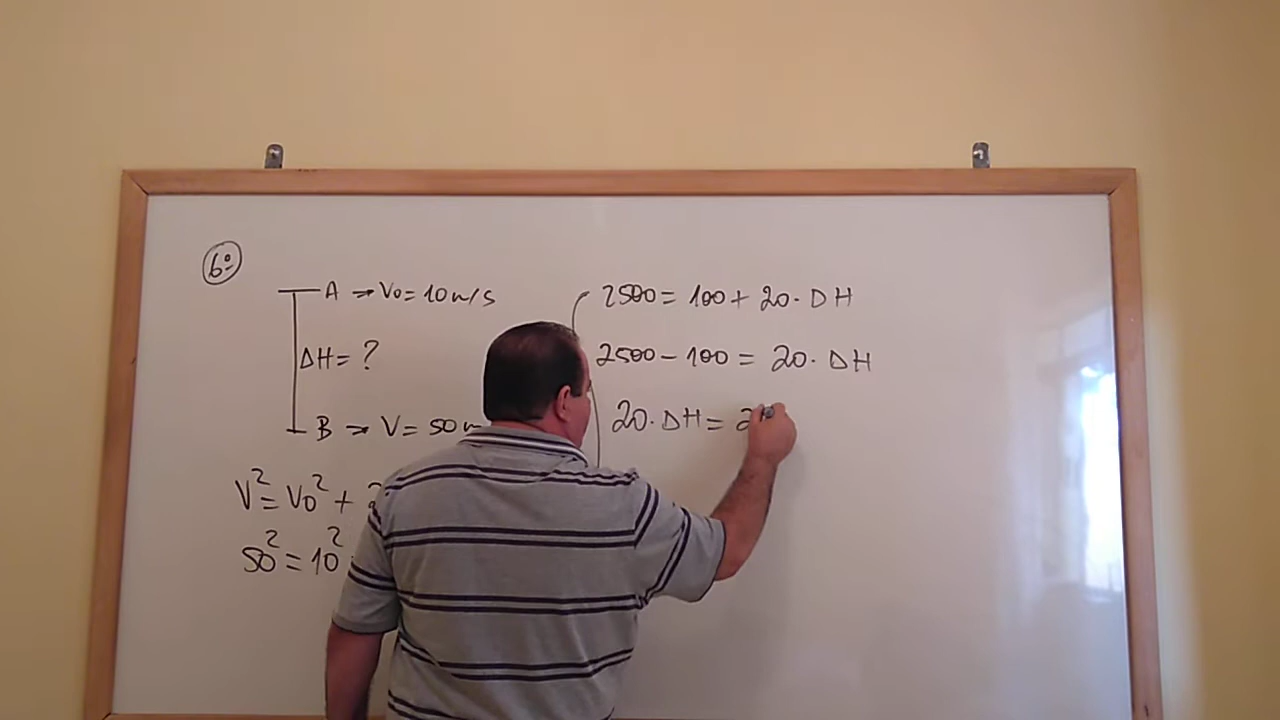 6º
A → V0 = 10 m/s
ΔH = ?
B → V = 50
V² = V0² +
50² = 10²
2500 = 100 + 20 · ΔH
2500 - 100 = 20 · ΔH
20 · ΔH = 2